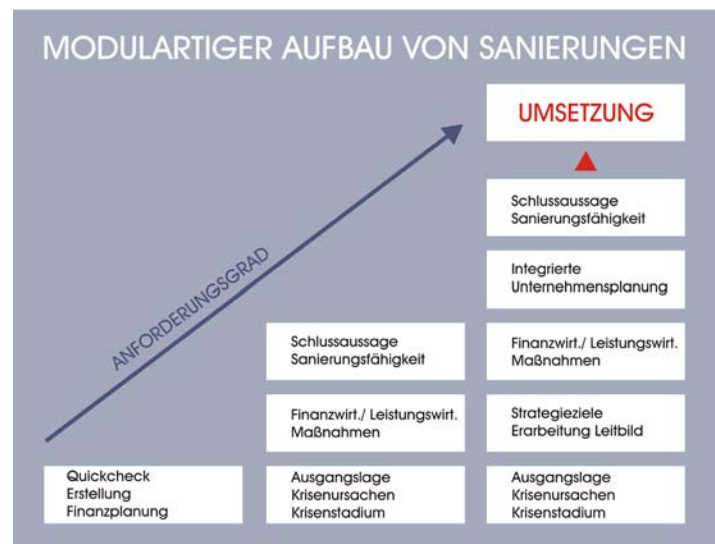 MODULARTIGER AUFBAU VON SANIERUNGEN
UMSETZUNG
Schlussaussage
Sanierungsfähigkeit
Integrierte
Unternehmensplanung
ANFORDERUNGSGRAD
Schlussaussage
Sanierungsfähigkeit
Finanzwirt./ Leistungswirt.
Maßnahmen
Finanzwirt./ Leistungswirt.
Maßnahmen
Strategieziele
Erarbeitung Leitbild
Quickcheck
Erstellung
Finanzplanung
Ausgangslage
Krisenursachen
Krisenstadium
Ausgangslage
Krisenursachen
Krisenstadium